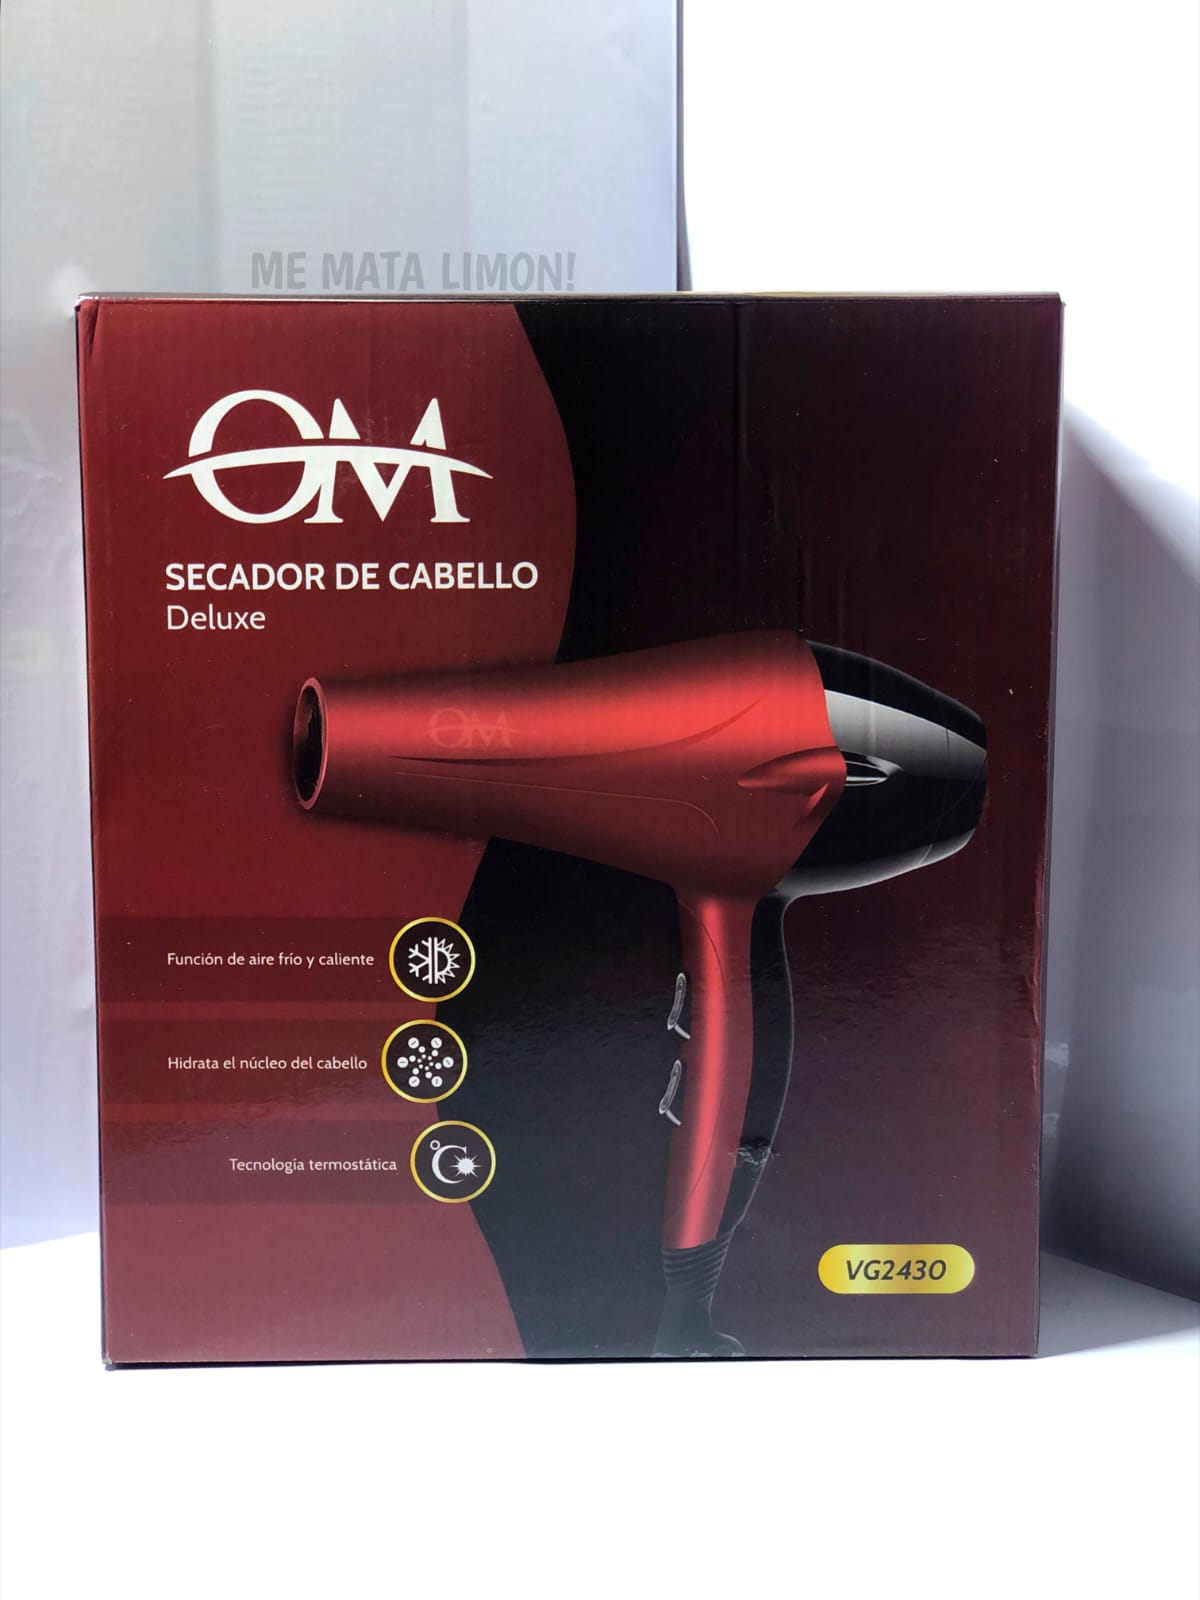 ME MATA LIMON!
OM
SECADOR DE CABELLO
Deluxe
OM
Función de aire frío y caliente
Hidrata el núcleo del cabello
Tecnología termostática
°C
VG2430